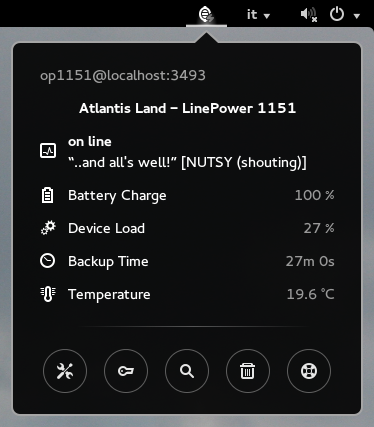 it
op1151@localhost:3493
Atlantis Land – LinePower 1151
on line
“..and all's well!” [NUTSY (shouting)]
Battery Charge 100 %
Device Load 27 %
Backup Time 27m 0s
Temperature 19.6 °C